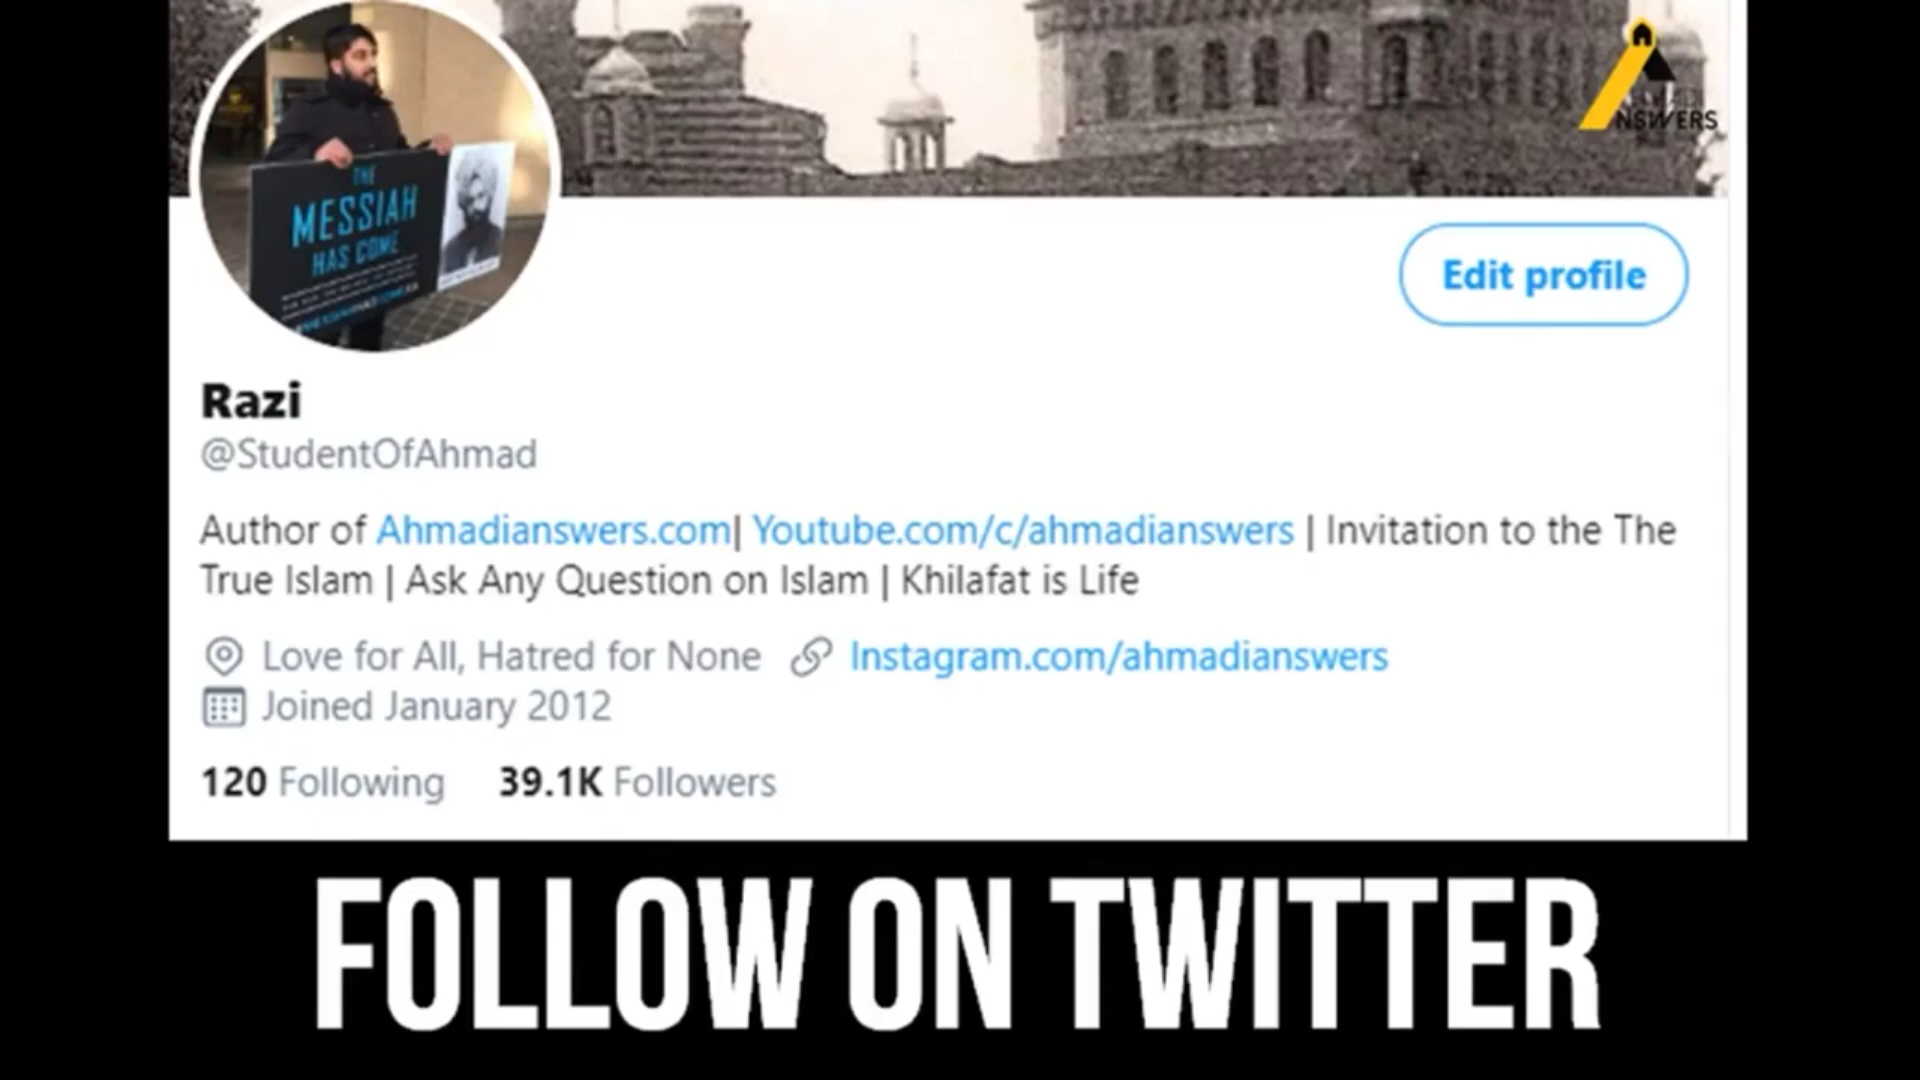 NSWERS
THE
MESSIAH
HAS COME
Edit profile
Razi
@StudentOfAhmad
Author of Ahmadianswers.com| Youtube.com/c/ahmadianswers | Invitation to the The
True Islam | Ask Any Question on Islam | Khilafat is Life
Love for All, Hatred for None Instagram.com/ahmadianswers
Joined January 2012
120 Following 39.1K Followers
FOLLOW ON TWITTER